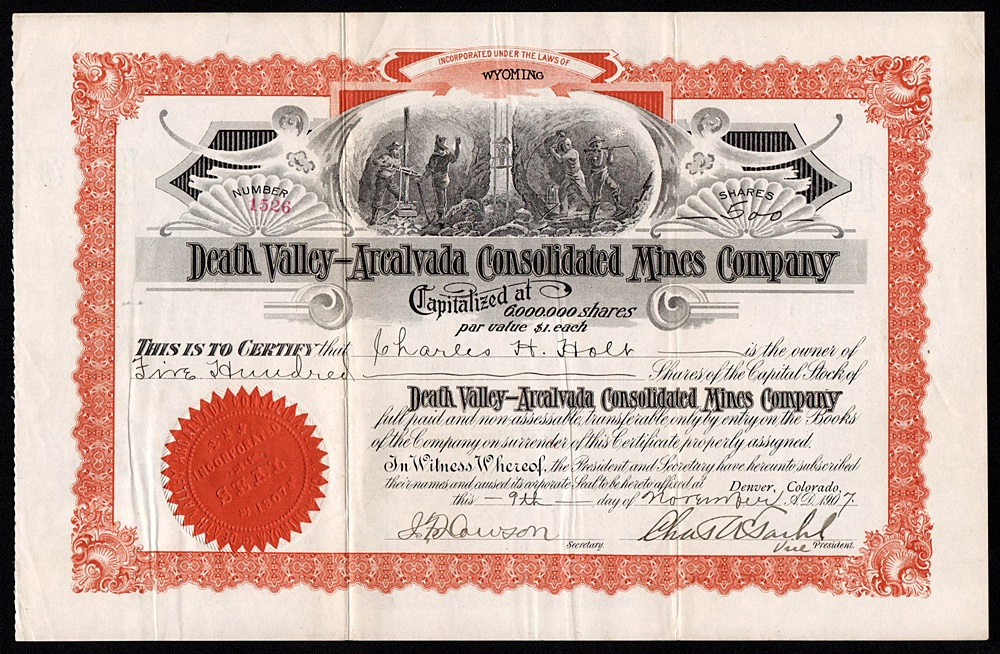 INCORPORATED UNDER THE LAWS OF
WYOMING
NUMBER
1526
SHARES
500
Death Valley-Arcalvada Consolidated Mines Company
Capitalized at
6,000,000 shares
par value $1. each
THIS IS TO CERTIFY that Charles H. Holt is the owner of
Five Hundred Shares of the Capital Stock of
Death Valley-Arcalvada Consolidated Mines Company
full paid and non-assessable, transferable only by entry on the Books
of the Company on surrender of this Certificate properly assigned.
In Witness Whereof, the President and Secretary have hereunto subscribed
their names and caused its corporate Seal to be hereto affixed at Denver, Colorado,
this 9th day of November A.D. 1907
Secretary.
Vice President.
INCORPORATED
SEAL
1907